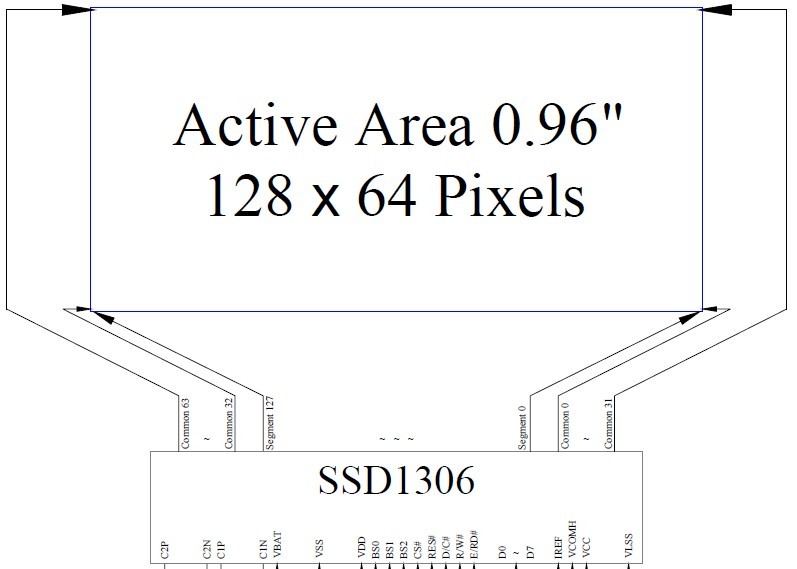 Active Area 0.96"
128 x 64 Pixels
Common 63
~
Common 32
Segment 127
~ ~ ~
Segment 0
Common 0
~
Common 31
SSD1306
C2P
C2N
C1P
C1N
VBAT
VSS
VDD
BS0
BS1
BS2
CS#
RES#
D/C#
R/W#
E/RD#
D0
~
D7
IREF
VCOMH
VCC
VLSS